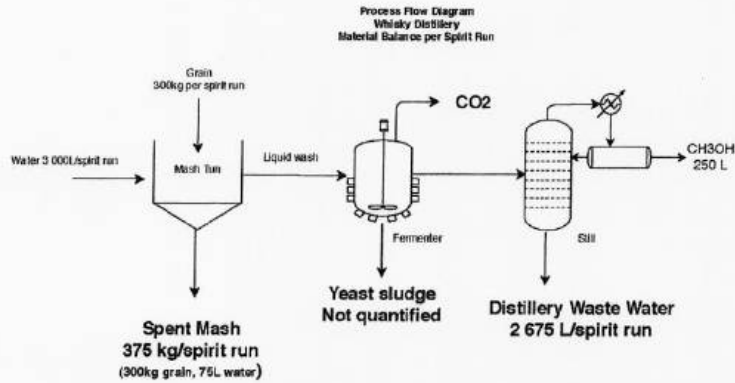 Process Flow Diagram
Whisky Distillery
Material Balance per Spirit Run
Grain
300kg per spirit run
CO2
Water 3 000L/spirit run
Mash Tun
Liquid wash
CH3OH
250 L
Fermenter
Still
Yeast sludge
Not quantified
Distillery Waste Water
2 675 L/spirit run
Spent Mash
375 kg/spirit run
(300kg grain, 75L water)